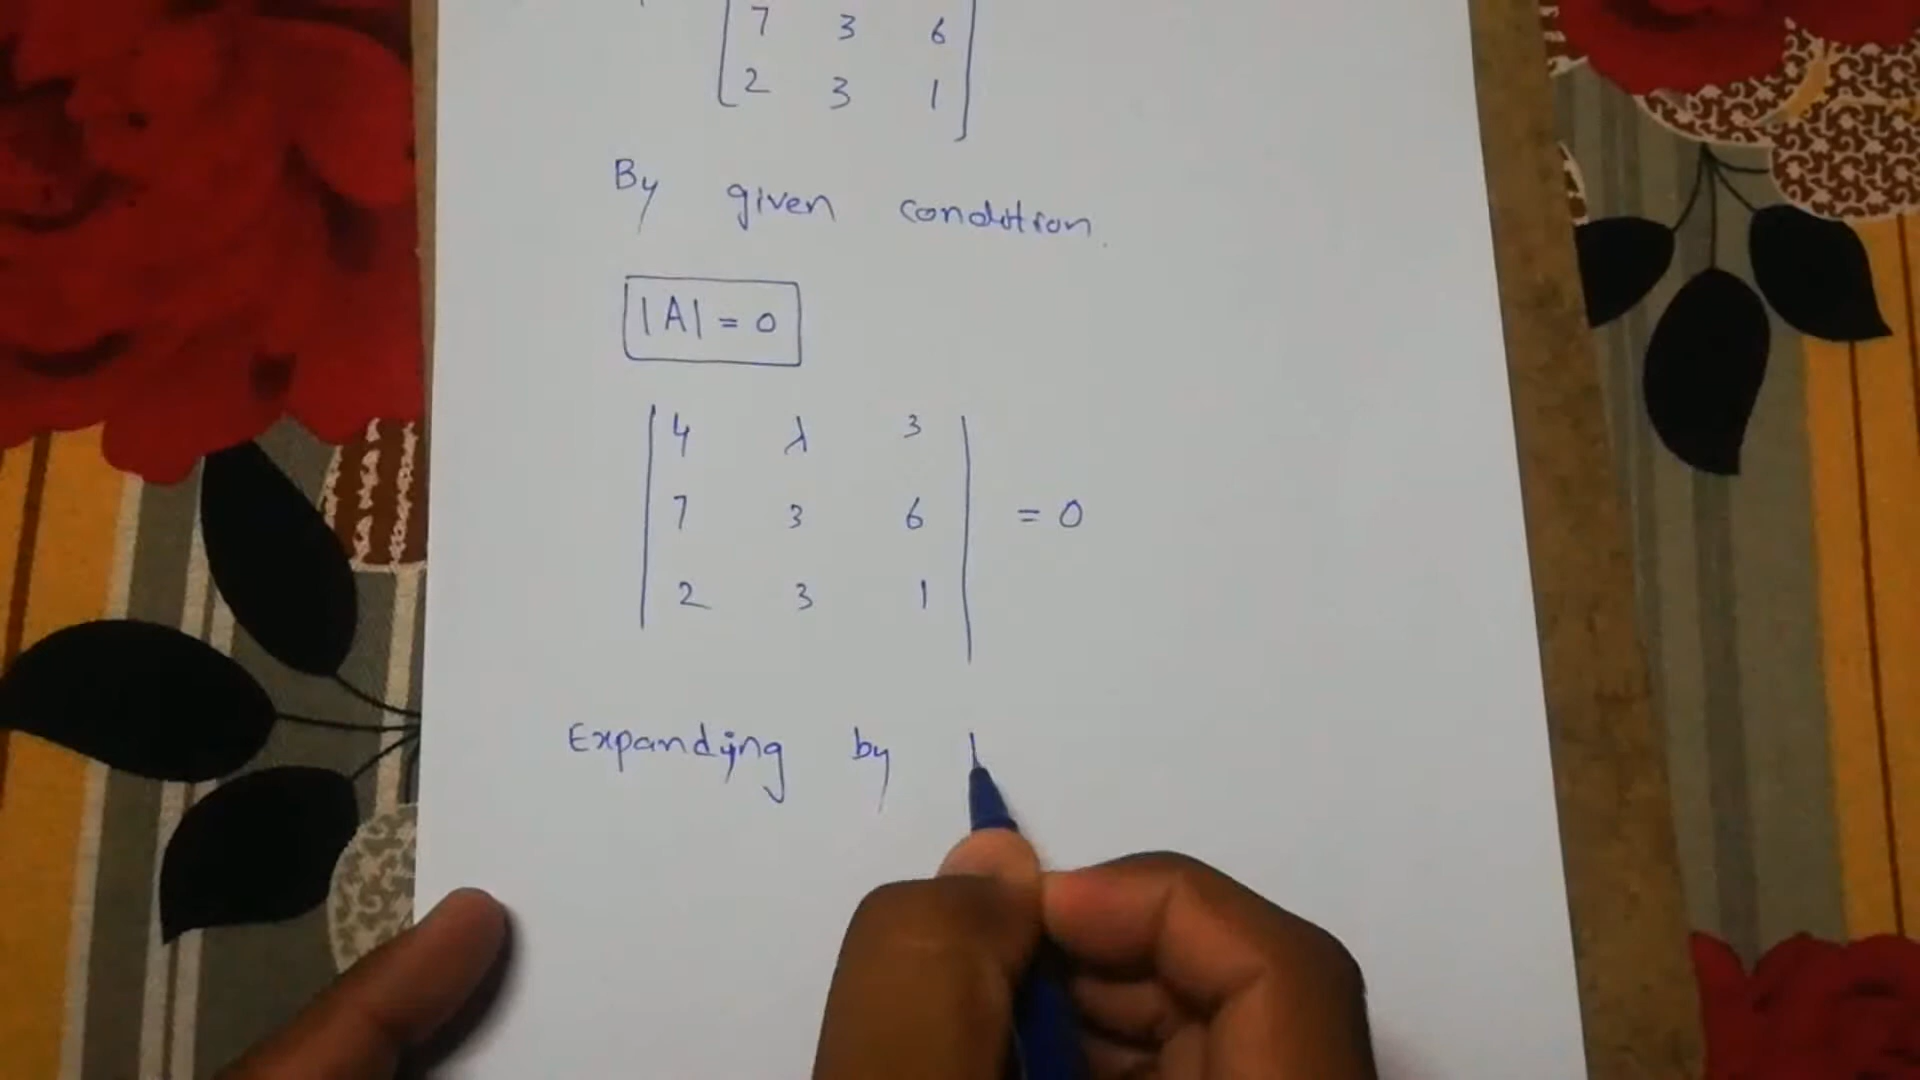 7 3 6
2 3 1
By given condition.
|A| = 0
4 λ 3
7 3 6 = 0
2 3 1
Expanding by